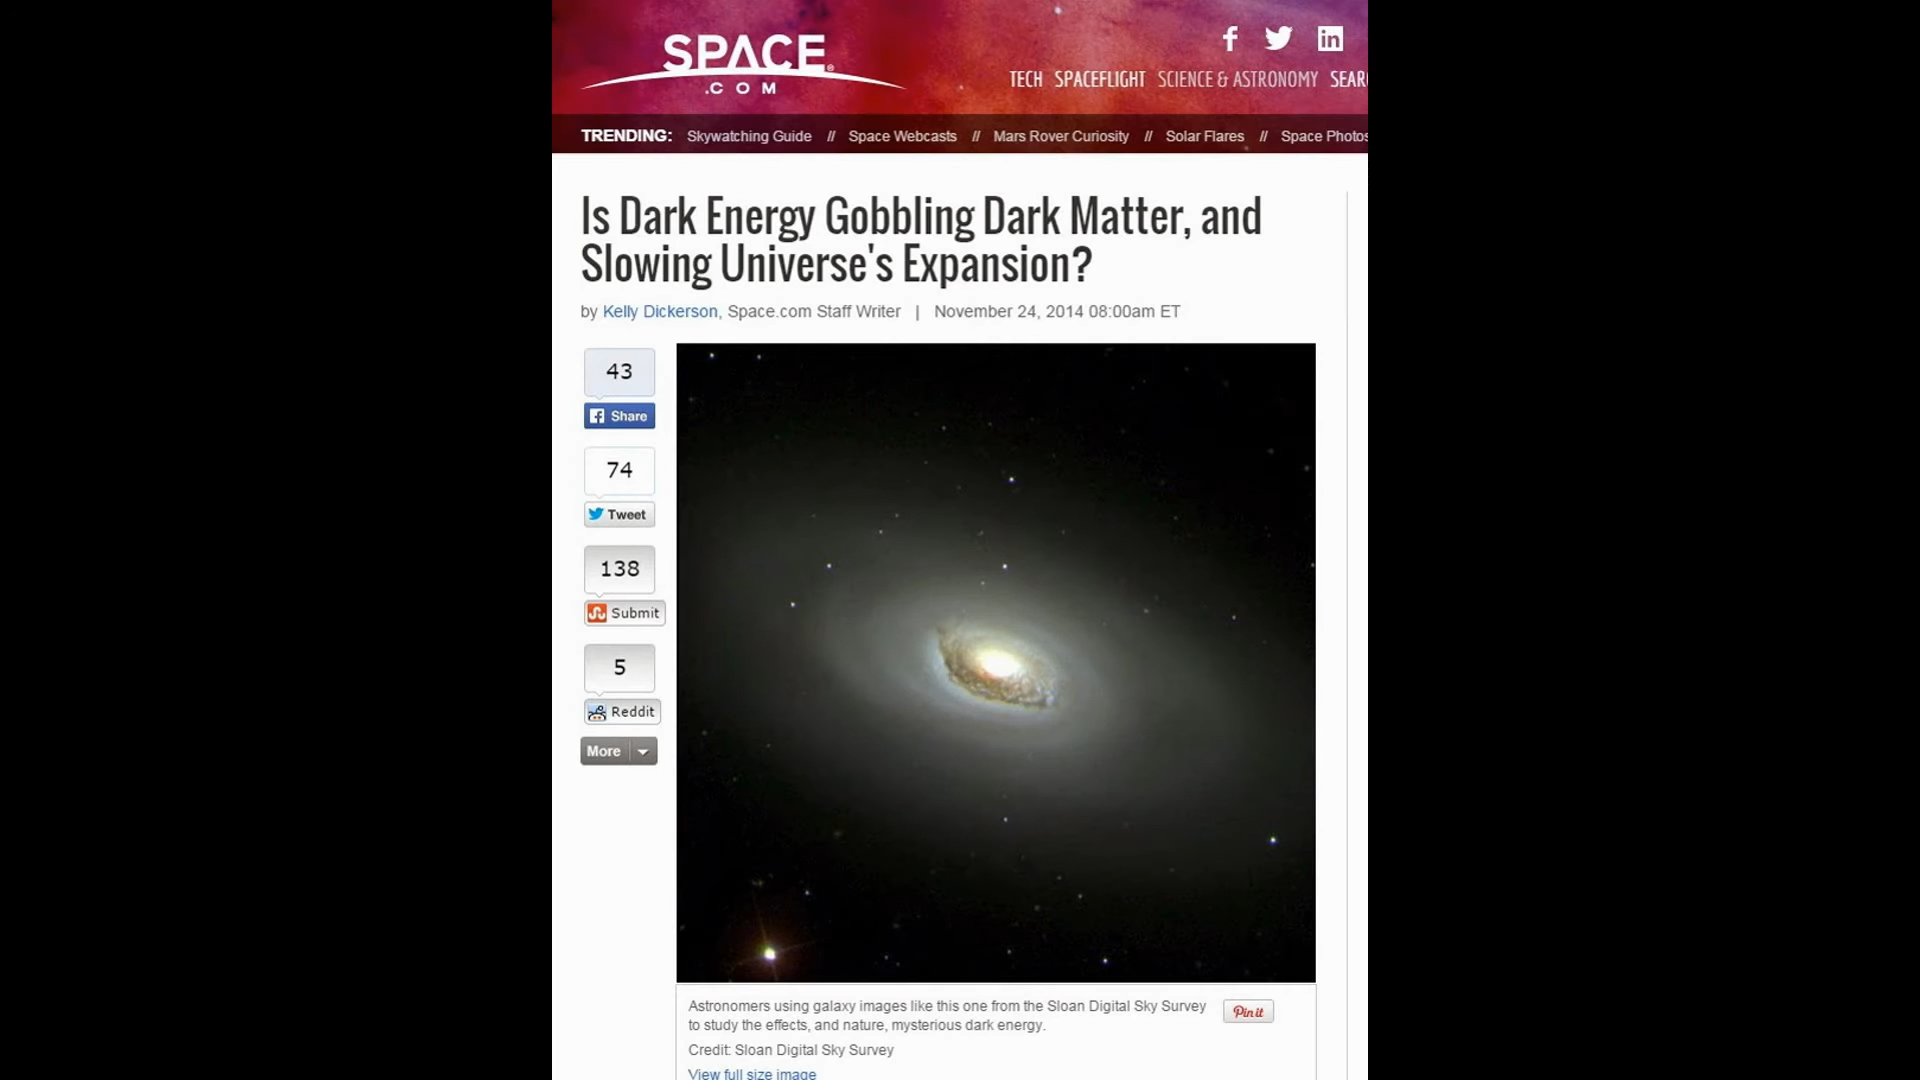 SPACE
.COM
TECH SPACEFLIGHT SCIENCE & ASTRONOMY
TRENDING: Skywatching Guide // Space Webcasts // Mars Rover Curiosity // Solar Flares // Space Photos
Is Dark Energy Gobbling Dark Matter, and
Slowing Universe's Expansion?
by Kelly Dickerson, Space.com Staff Writer | November 24, 2014 08:00am ET
43
Share
74
Tweet
138
Submit
5
Reddit
More
Astronomers using galaxy images like this one from the Sloan Digital Sky Survey
to study the effects, and nature, mysterious dark energy.
Pin it
Credit: Sloan Digital Sky Survey
View full size image